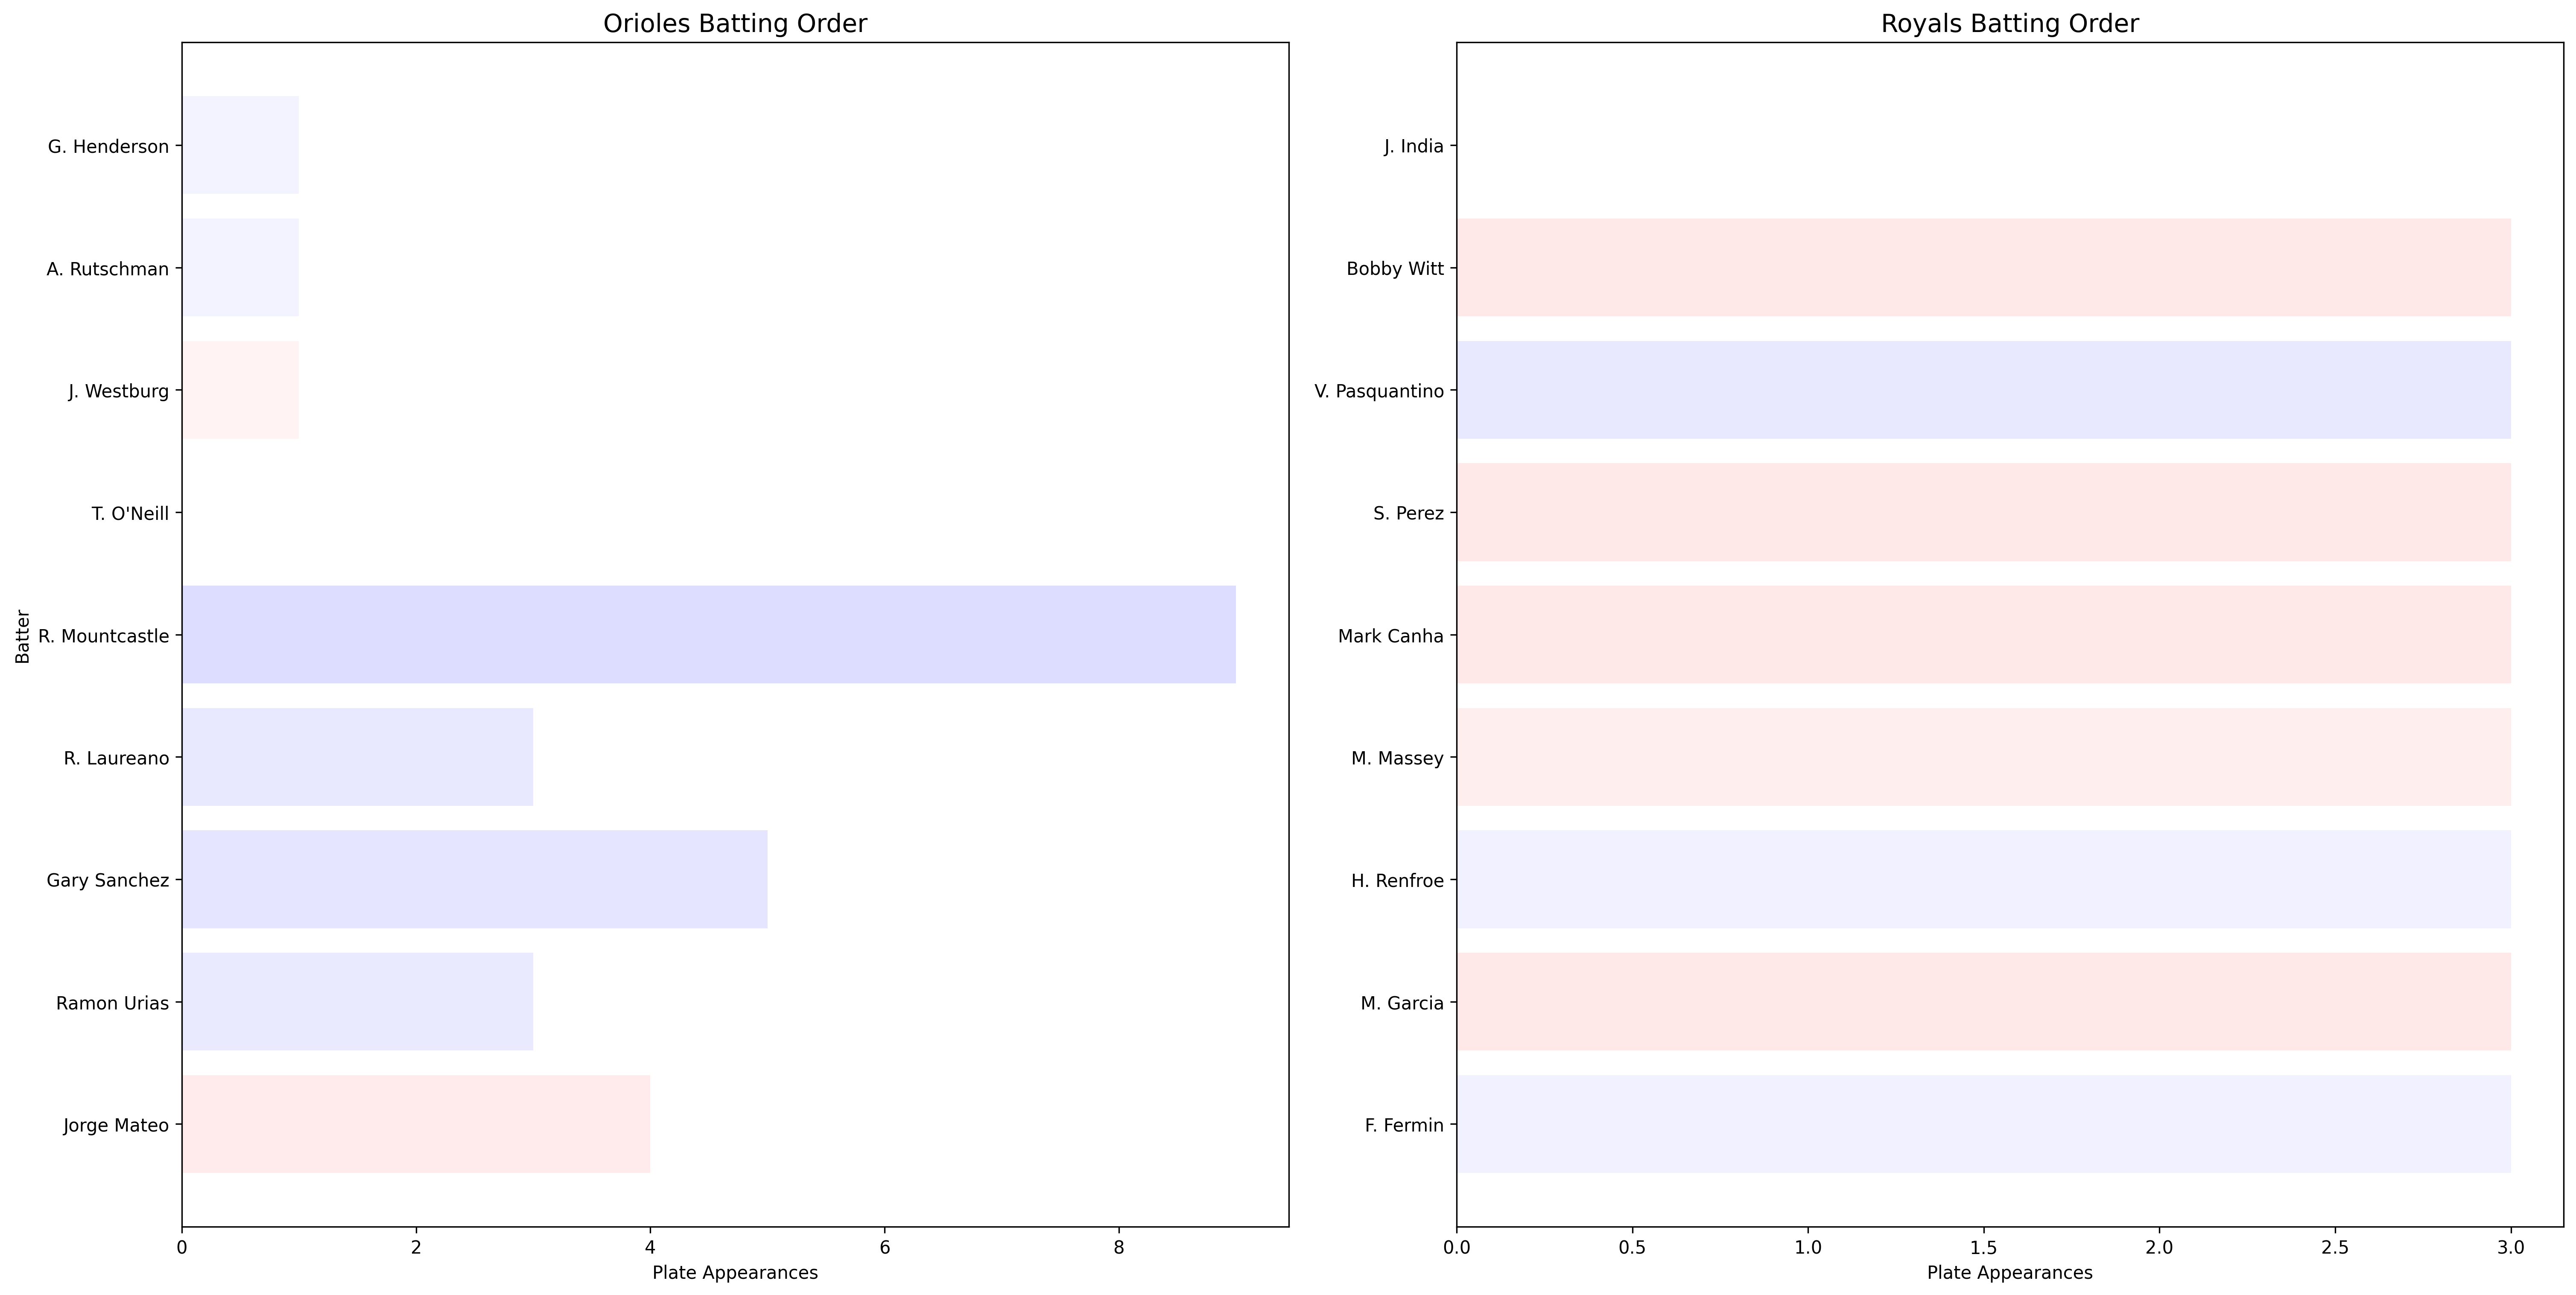 Orioles Batting Order
Batter
G. Henderson
A. Rutschman
J. Westburg
T. O'Neill
R. Mountcastle
R. Laureano
Gary Sanchez
Ramon Urias
Jorge Mateo
0 2 4 6 8
Plate Appearances
Royals Batting Order
J. India
Bobby Witt
V. Pasquantino
S. Perez
Mark Canha
M. Massey
H. Renfroe
M. Garcia
F. Fermin
0.0 0.5 1.0 1.5 2.0 2.5 3.0
Plate Appearances